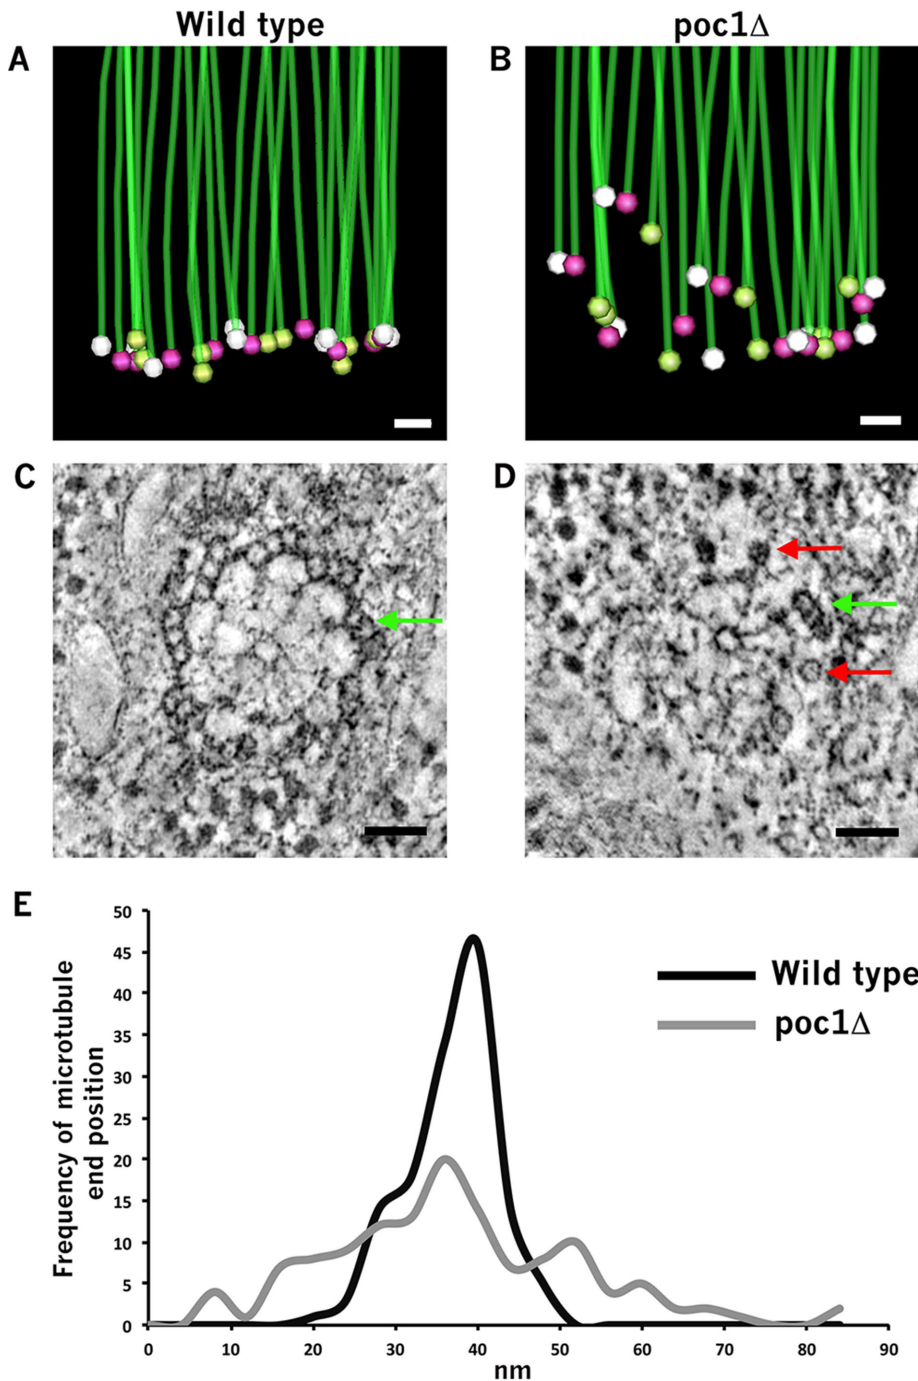 Wild type
poc1Δ
A
B
C
D
E
50
45
40
35
30
25
20
15
10
5
0
Frequency of microtubule
end position
Wild type
poc1Δ
0 10 20 30 40 50 60 70 80 90
nm